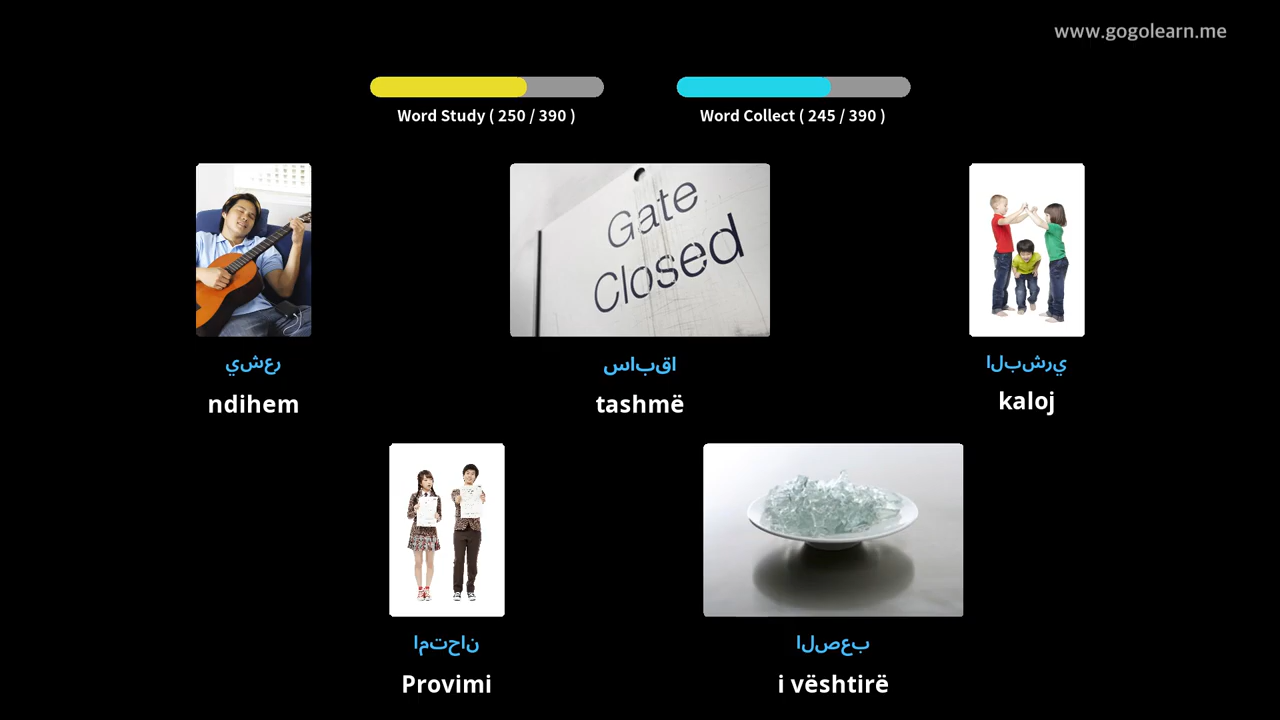 www.gogolearn.me
Word Study ( 250 / 390 )
Word Collect ( 245 / 390 )
يشعر
سابقا
البشري
ndihem
tashmë
kaloj
امتحان
الصعب
Provimi
i vështirë
Gate
Closed